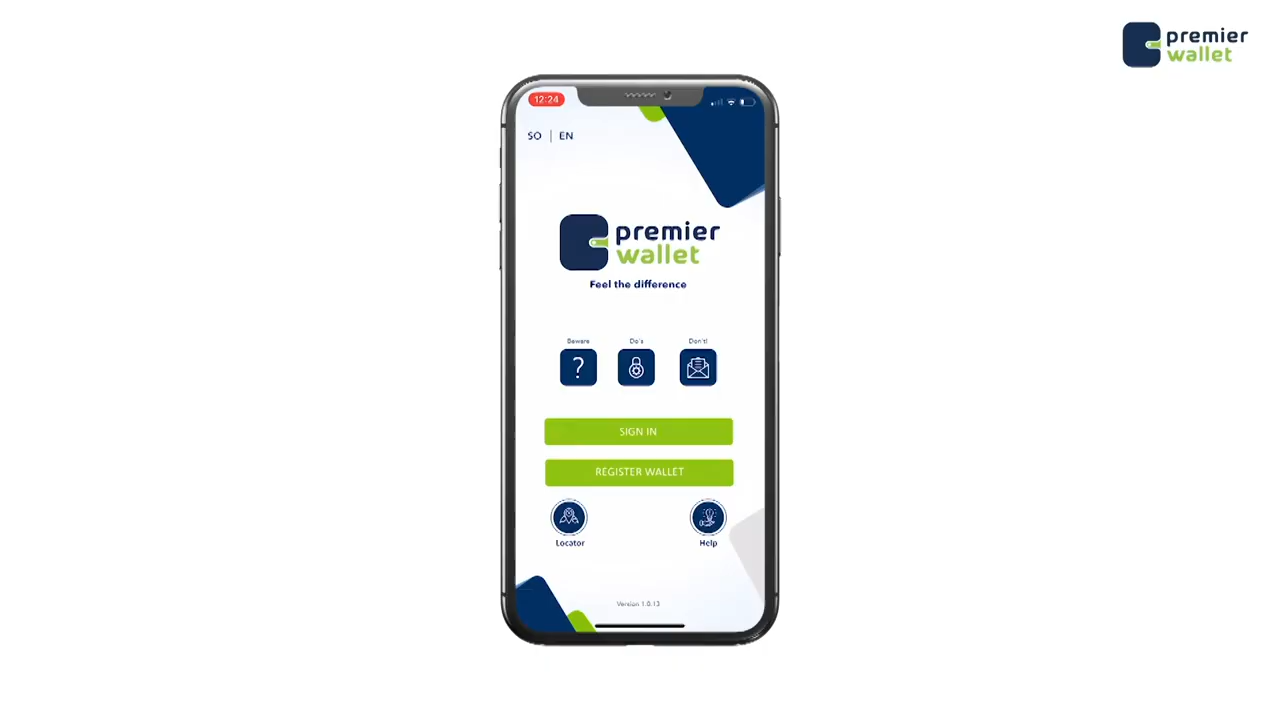 premier
wallet
12:24
SO | EN
premier
wallet
Feel the difference
Beware
Do's
Don't!
?
SIGN IN
REGISTER WALLET
Locator
Help
Version 1.0.13